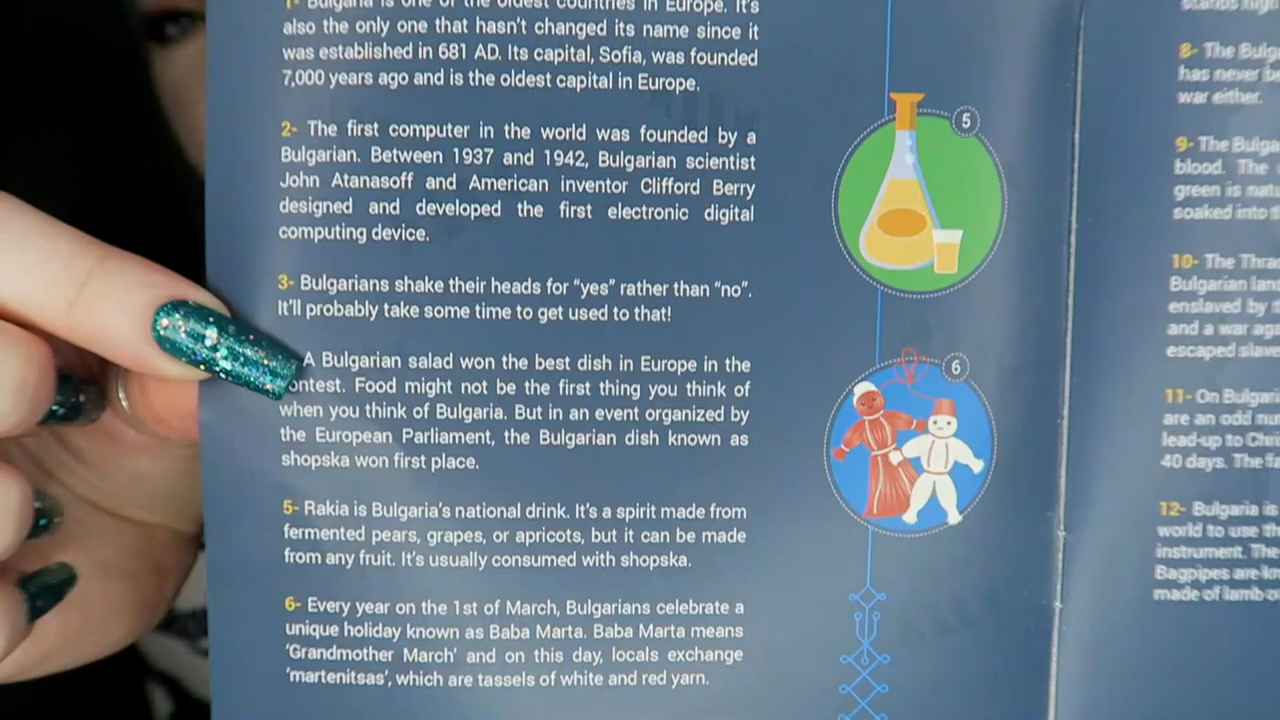 1- Bulgaria is one of the oldest countries in Europe. It's
also the only one that hasn't changed its name since it
was established in 681 AD. Its capital, Sofia, was founded
7,000 years ago and is the oldest capital in Europe.
2- The first computer in the world was founded by a
Bulgarian. Between 1937 and 1942, Bulgarian scientist
John Atanasoff and American inventor Clifford Berry
designed and developed the first electronic digital
computing device.
3- Bulgarians shake their heads for "yes" rather than "no".
It'll probably take some time to get used to that!
A Bulgarian salad won the best dish in Europe in the
ontest. Food might not be the first thing you think of
when you think of Bulgaria. But in an event organized by
the European Parliament, the Bulgarian dish known as
shopska won first place.
5- Rakia is Bulgaria's national drink. It's a spirit made from
fermented pears, grapes, or apricots, but it can be made
from any fruit. It's usually consumed with shopska.
6- Every year on the 1st of March, Bulgarians celebrate a
unique holiday known as Baba Marta. Baba Marta means
'Grandmother March' and on this day, locals exchange
'martenitsas', which are tassels of white and red yarn.
5
6
8- The Bulg
has never be
war either.
9- The Bulga
blood. The
green is natu
soaked into
10- The Thra
Bulgarian lan
enslaved by
and a war aga
escaped slave
11- On Bulgari
are an odd nu
lead-up to Chri
40 days. The fa
12- Bulgaria is
world to use th
instrument. The
Bagpipes are kn
made of lamb o